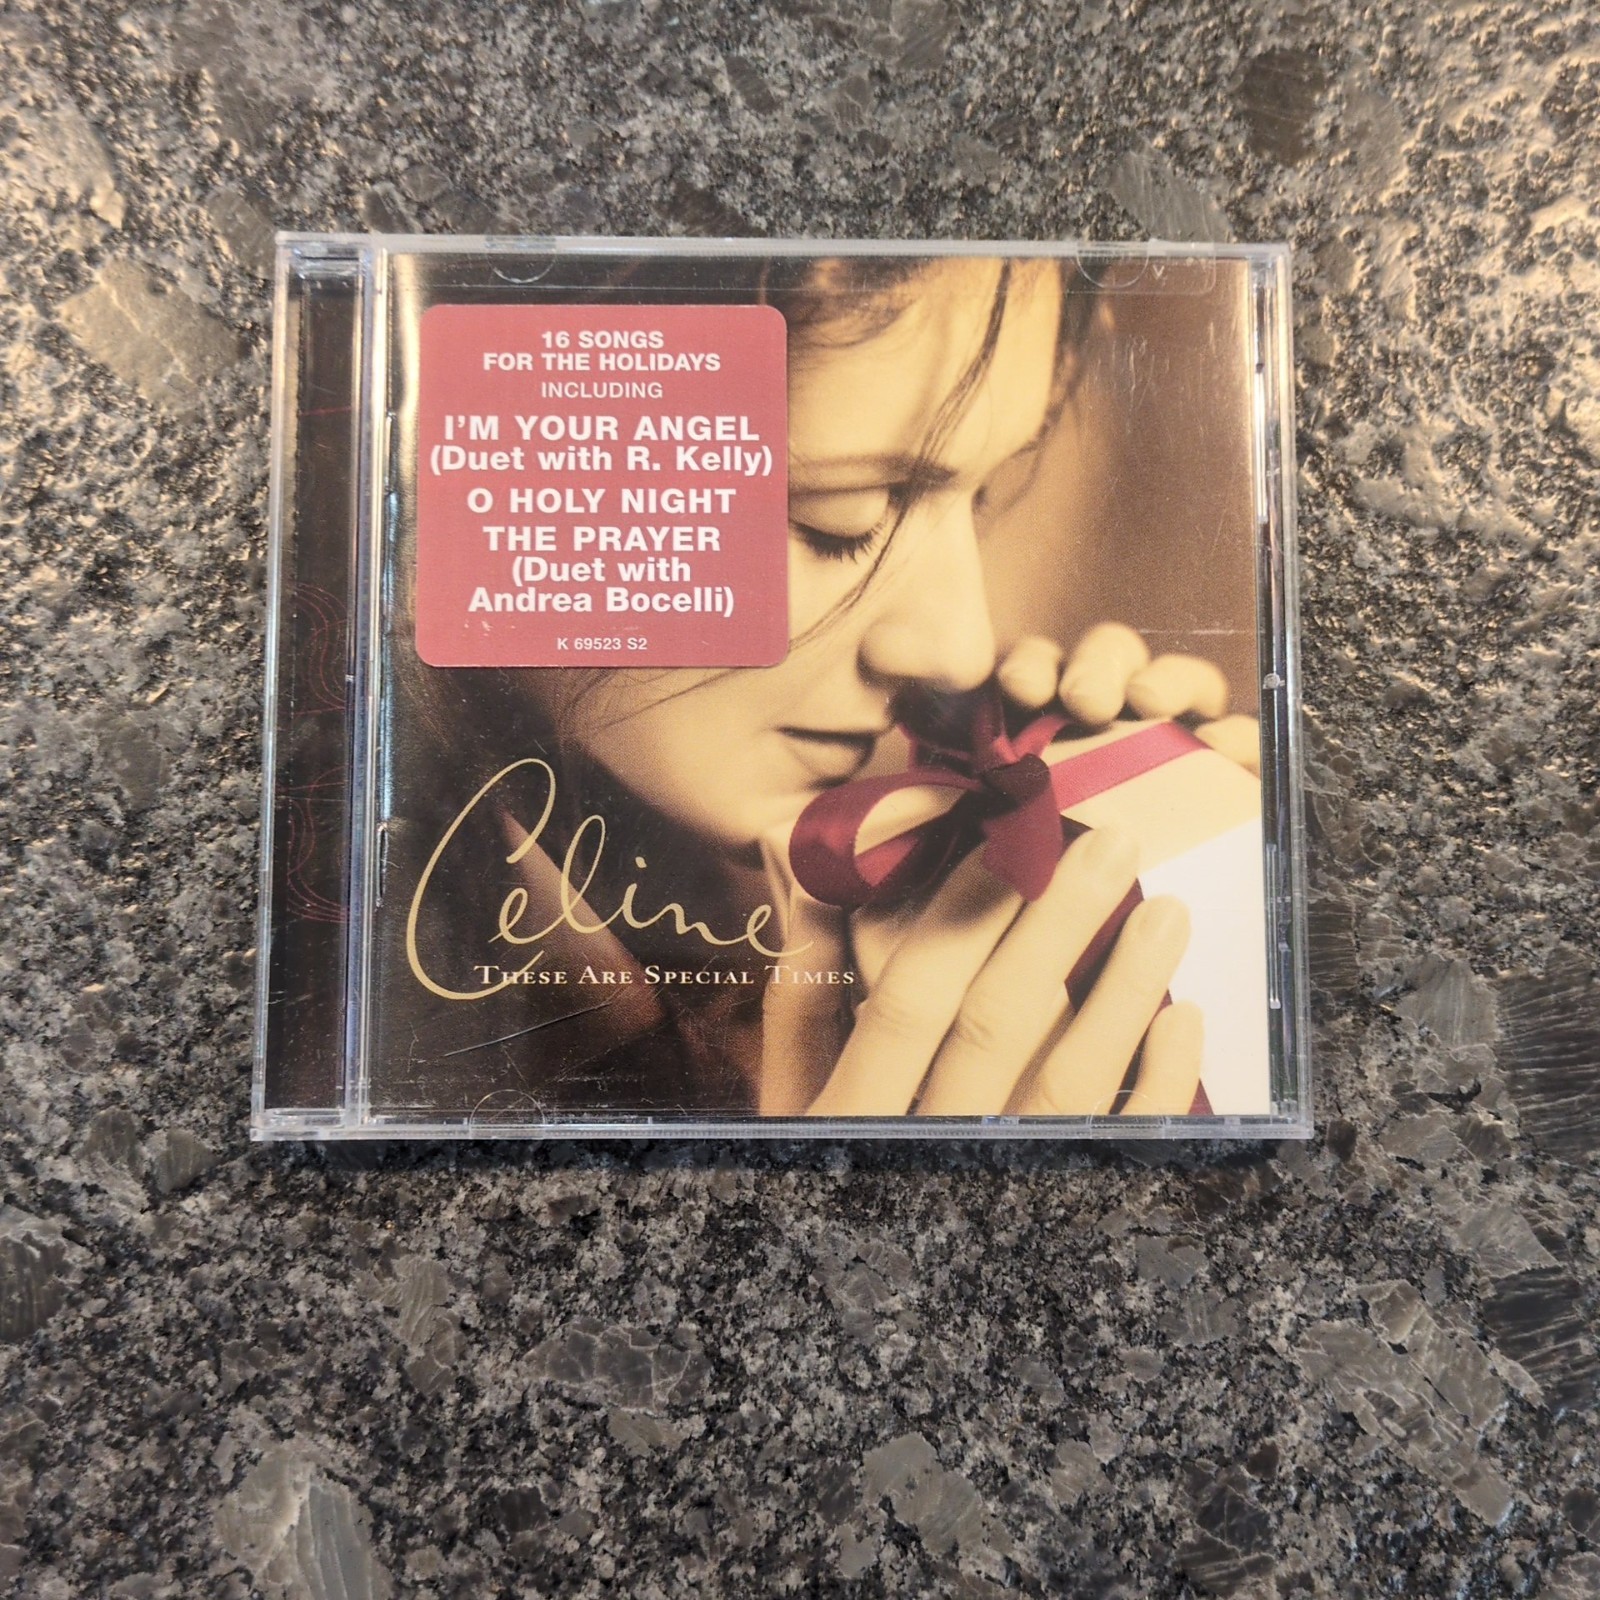 16 SONGS
FOR THE HOLIDAYS
INCLUDING
I'M YOUR ANGEL
(Duet with R. Kelly)
O HOLY NIGHT
THE PRAYER
(Duet with
Andrea Bocelli)
K 69523 S2
Celine
THESE ARE SPECIAL TIMES